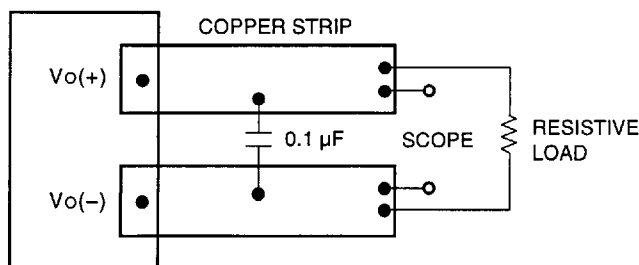 COPPER STRIP
VO(+)
0.1 µF
SCOPE
RESISTIVE
LOAD
VO(–)